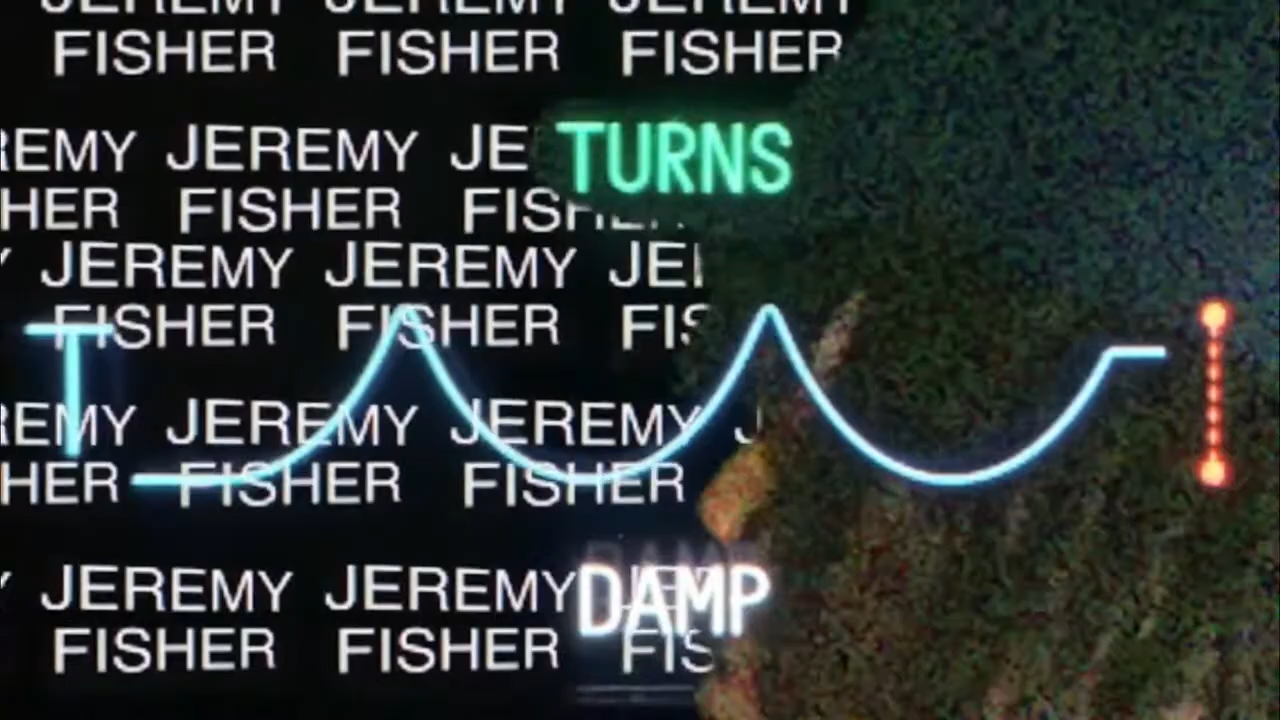 JEREMY JEREMY JEREMY
FISHER FISHER FISHER
TURNS
REMY JEREMY JE
HER FISHER FISHE
Y JEREMY JEREMY JE
FISHER FISHER FIS
T
REMY JEREMY JEREMY J
HER FISHER FISHER
DAMP
Y JEREMY JEREMY
FISHER FISHER FIS